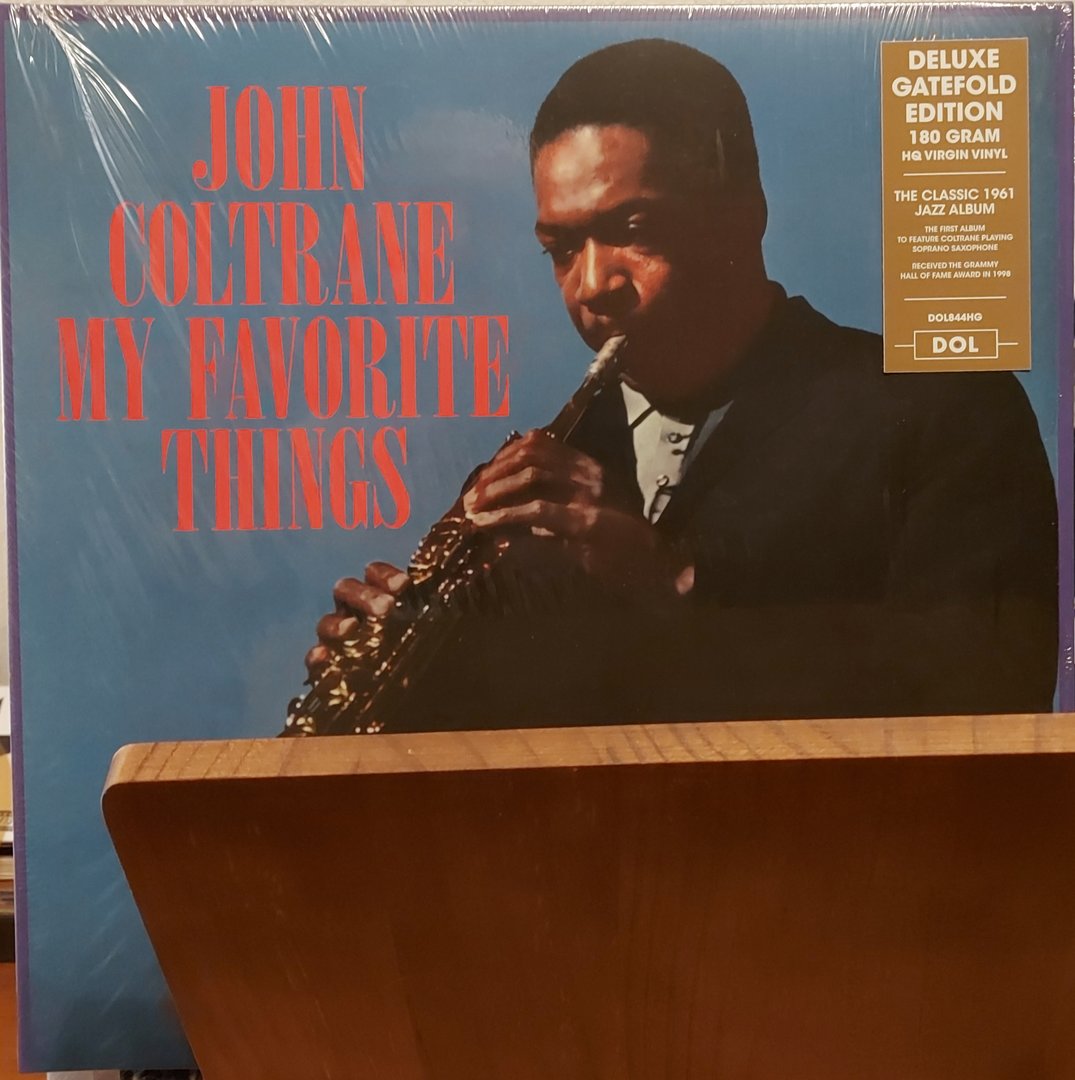 JOHN
COLTRANE
MY FAVORITE
THINGS
DELUXE
GATEFOLD
EDITION
180 GRAM
HQ VIRGIN VINYL
THE CLASSIC 1961
JAZZ ALBUM
THE FIRST ALBUM
TO FEATURE COLTRANE PLAYING
SOPRANO SAXOPHONE
RECEIVED THE GRAMMY
HALL OF FAME AWARD IN 1998
DOL844HG
DOL